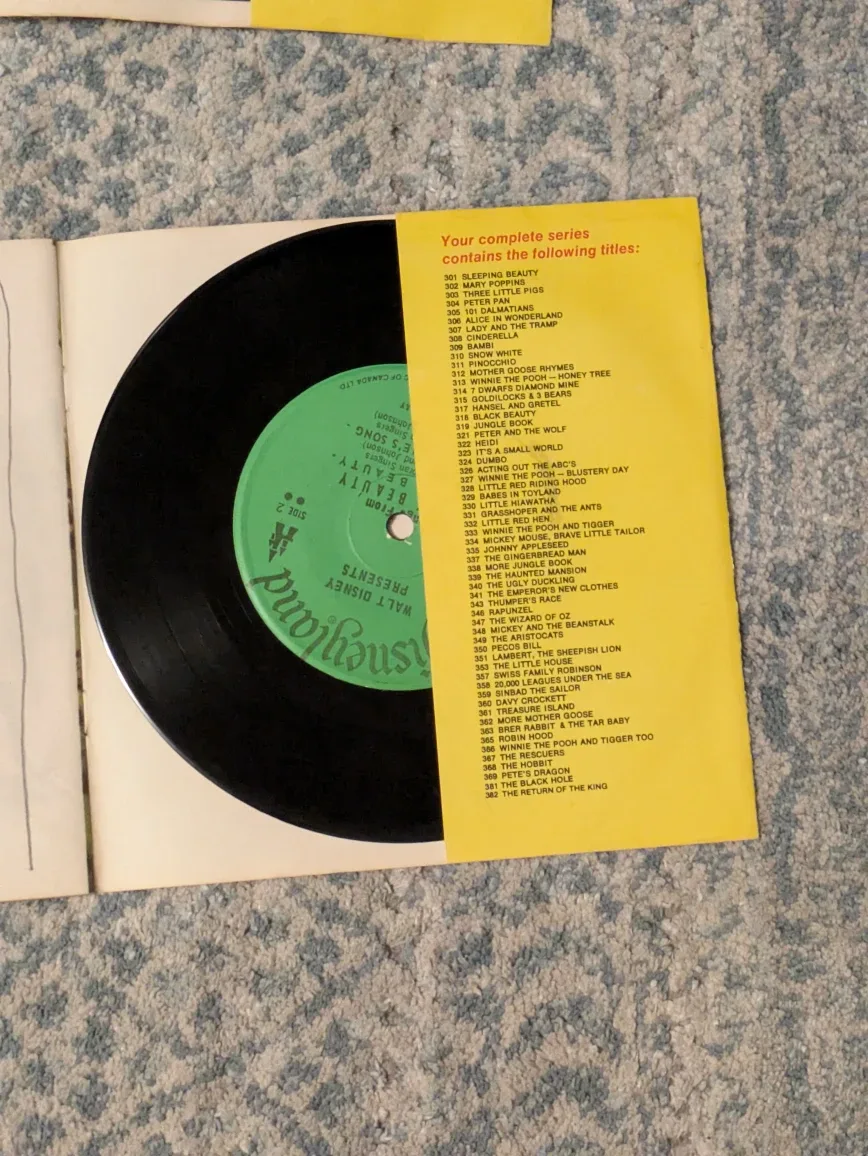 Your complete series
contains the following titles:
301 SLEEPING BEAUTY
302 MARY POPPINS
303 THREE LITTLE PIGS
304 PETER PAN
305 101 DALMATIANS
306 ALICE IN WONDERLAND
307 LADY AND THE TRAMP
308 CINDERELLA
309 BAMBI
310 SNOW WHITE
311 PINOCCHIO
312 MOTHER GOOSE RHYMES
313 WINNIE THE POOH — HONEY TREE
314 7 DWARFS DIAMOND MINE
315 GOLDILOCKS & 3 BEARS
317 HANSEL AND GRETEL
318 BLACK BEAUTY
319 JUNGLE BOOK
321 PETER AND THE WOLF
322 HEIDI
323 IT'S A SMALL WORLD
324 DUMBO
326 ACTING OUT THE ABC'S
327 WINNIE THE POOH — BLUSTERY DAY
328 LITTLE RED RIDING HOOD
329 BABES IN TOYLAND
330 LITTLE HIAWATHA
331 GRASSHOPER AND THE ANTS
332 LITTLE RED HEN
333 WINNIE THE POOH AND TIGGER
334 MICKEY MOUSE, BRAVE LITTLE TAILOR
335 JOHNNY APPLESEED
337 THE GINGERBREAD MAN
338 MORE JUNGLE BOOK
339 THE HAUNTED MANSION
340 THE UGLY DUCKLING
341 THE EMPEROR'S NEW CLOTHES
343 THUMPER'S RACE
346 RAPUNZEL
347 THE WIZARD OF OZ
348 MICKEY AND THE BEANSTALK
349 THE ARISTOCATS
350 PECOS BILL
351 LAMBERT, THE SHEEPISH LION
353 THE LITTLE HOUSE
357 SWISS FAMILY ROBINSON
358 20,000 LEAGUES UNDER THE SEA
359 SINBAD THE SAILOR
360 DAVY CROCKETT
361 TREASURE ISLAND
362 MORE MOTHER GOOSE
363 BRER RABBIT & THE TAR BABY
365 ROBIN HOOD
366 WINNIE THE POOH AND TIGGER TOO
367 THE RESCUERS
368 THE HOBBIT
369 PETE'S DRAGON
381 THE BLACK HOLE
382 THE RETURN OF THE KING
isneyland
WALT DISNEY
PRESENTS
SIDE 2
From
BEAUTY
BEAUTY
Singers
Johnson)
E'S SONG
Singers
Johnson)
OF CANADA LTD